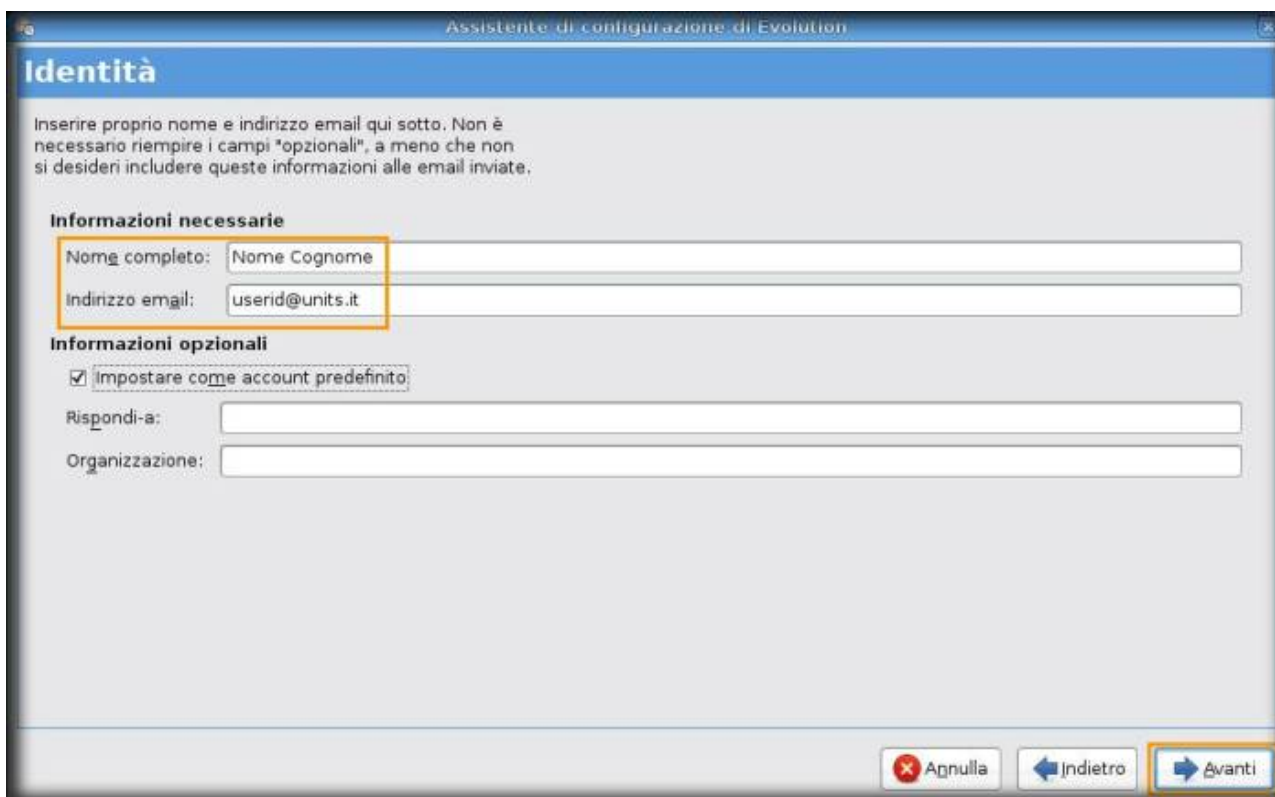 Assistente di configurazione di Evolution
Identità
Inserire proprio nome e indirizzo email qui sotto. Non è
necessario riempire i campi "opzionali", a meno che non
si desideri includere queste informazioni alle email inviate.
Informazioni necessarie
Nome completo: Nome Cognome
Indirizzo email: userid@units.it
Informazioni opzionali
Impostare come account predefinito
Rispondi-a:
Organizzazione:
Annulla Indietro Avanti